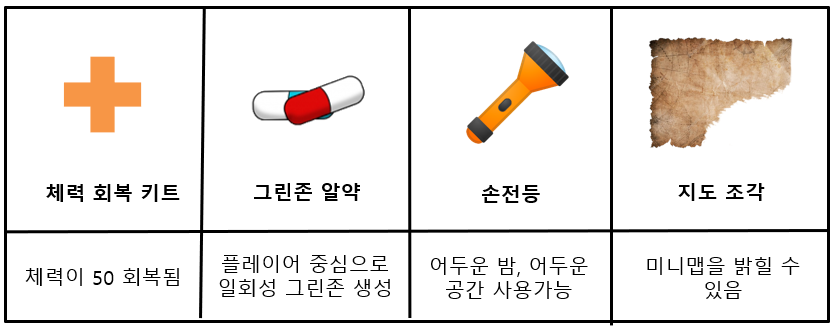 체력 회복 키트
그린존 알약
손전등
지도 조각
체력이 50 회복됨
플레이어 중심으로
일회성 그린존 생성
어두운 밤, 어두운
공간 사용가능
미니맵을 밝힐 수
있음